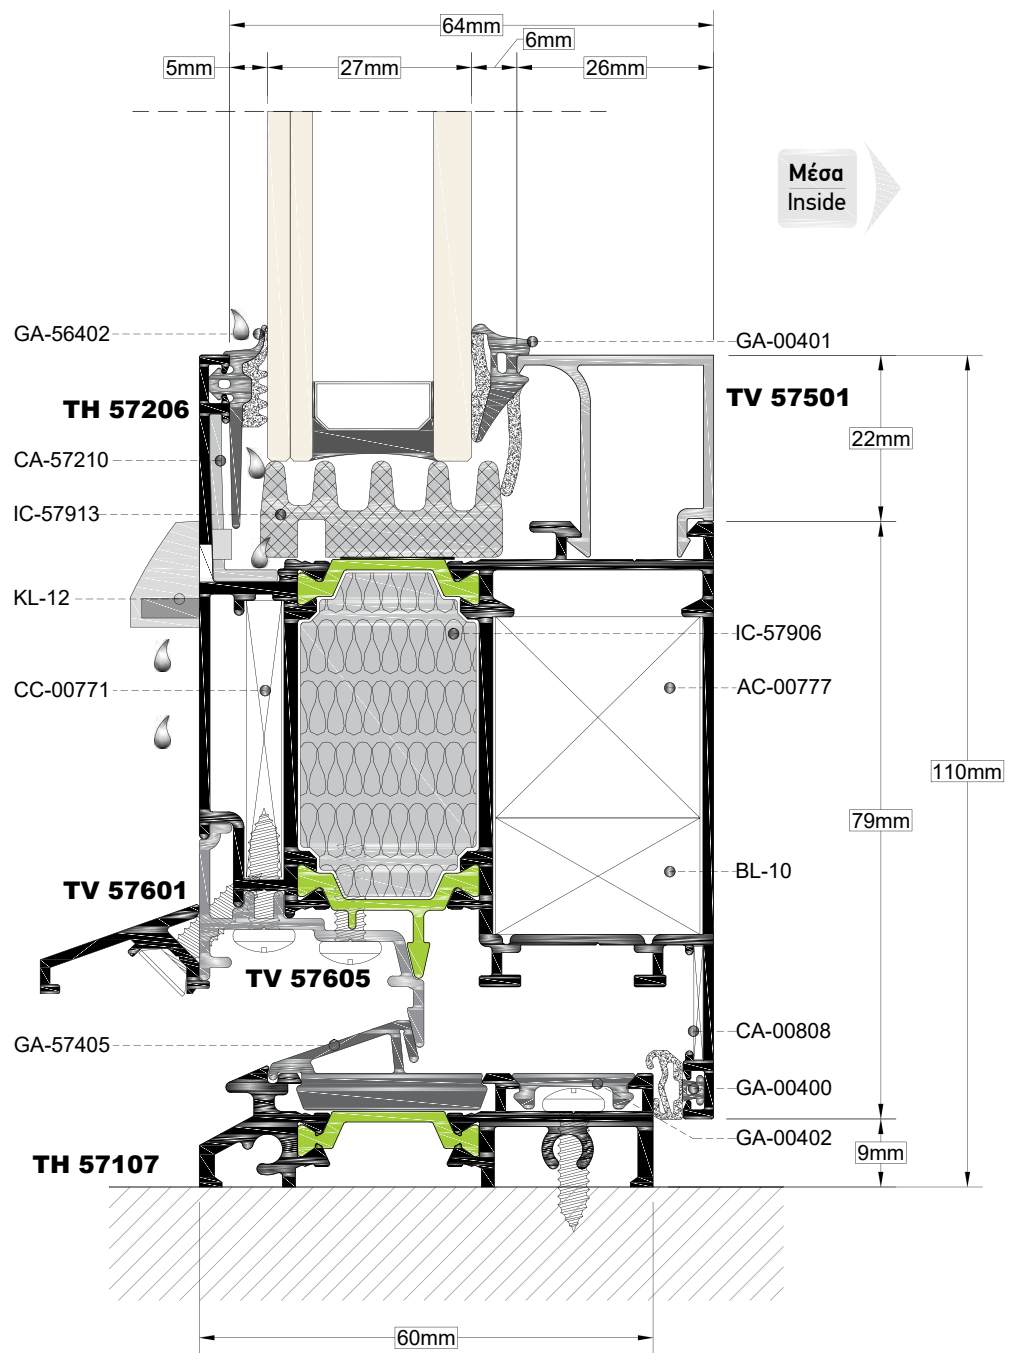 64mm
6mm
5mm
27mm
26mm
Μέσα
Inside
GA-56402
GA-00401
TH 57206
TV 57501
22mm
CA-57210
IC-57913
KL-12
IC-57906
CC-00771
AC-00777
110mm
79mm
TV 57601
BL-10
TV 57605
GA-57405
CA-00808
GA-00400
GA-00402
9mm
TH 57107
60mm